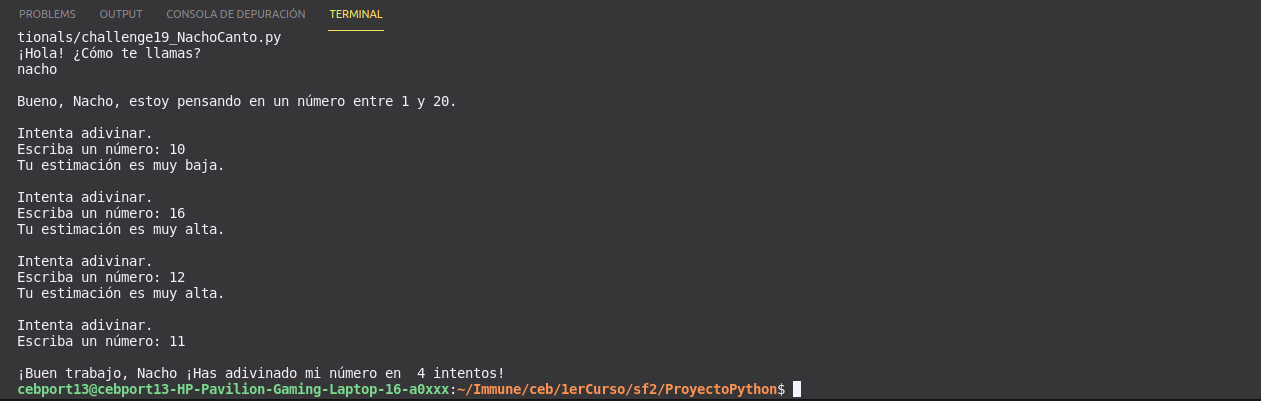 PROBLEMS OUTPUT CONSOLA DE DEPURACIÓN TERMINAL
tionals/challenge19_NachoCanto.py
¡Hola! ¿Cómo te llamas?
nacho
Bueno, Nacho, estoy pensando en un número entre 1 y 20.
Intenta adivinar.
Escriba un número: 10
Tu estimación es muy baja.
Intenta adivinar.
Escriba un número: 16
Tu estimación es muy alta.
Intenta adivinar.
Escriba un número: 12
Tu estimación es muy alta.
Intenta adivinar.
Escriba un número: 11
¡Buen trabajo, Nacho ¡Has adivinado mi número en  4 intentos!
cebport13@cebport13-HP-Pavilion-Gaming-Laptop-16-a0xxx:~/Immune/ceb/1erCurso/sf2/ProyectoPython$